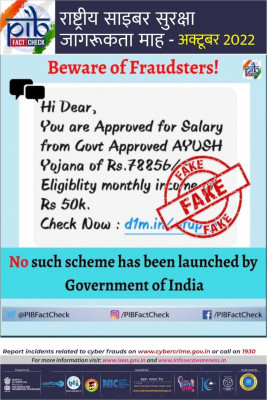 pib
FACT CHECK
राष्ट्रीय साइबर सुरक्षा
जागरूकता माह - अक्टूबर 2022
Beware of Fraudsters!
Hi Dear,
You are Approved for Salary
from Govt Approved AYUSH
Yojana of Rs.78856/
Eligiblity monthly income
Rs 50k.
Check Now : d1m.in/
FAKE
FAKE
FAKE
No such scheme has been launched by
Government of India
@PIBFactCheck
/PIBFactCheck
/PIBFactCheck
Report incidents related to cyber frauds on www.cybercrime.gov.in or call on 1930
For more information visit: www.isea.gov.in and www.infosecawareness.in
NIC